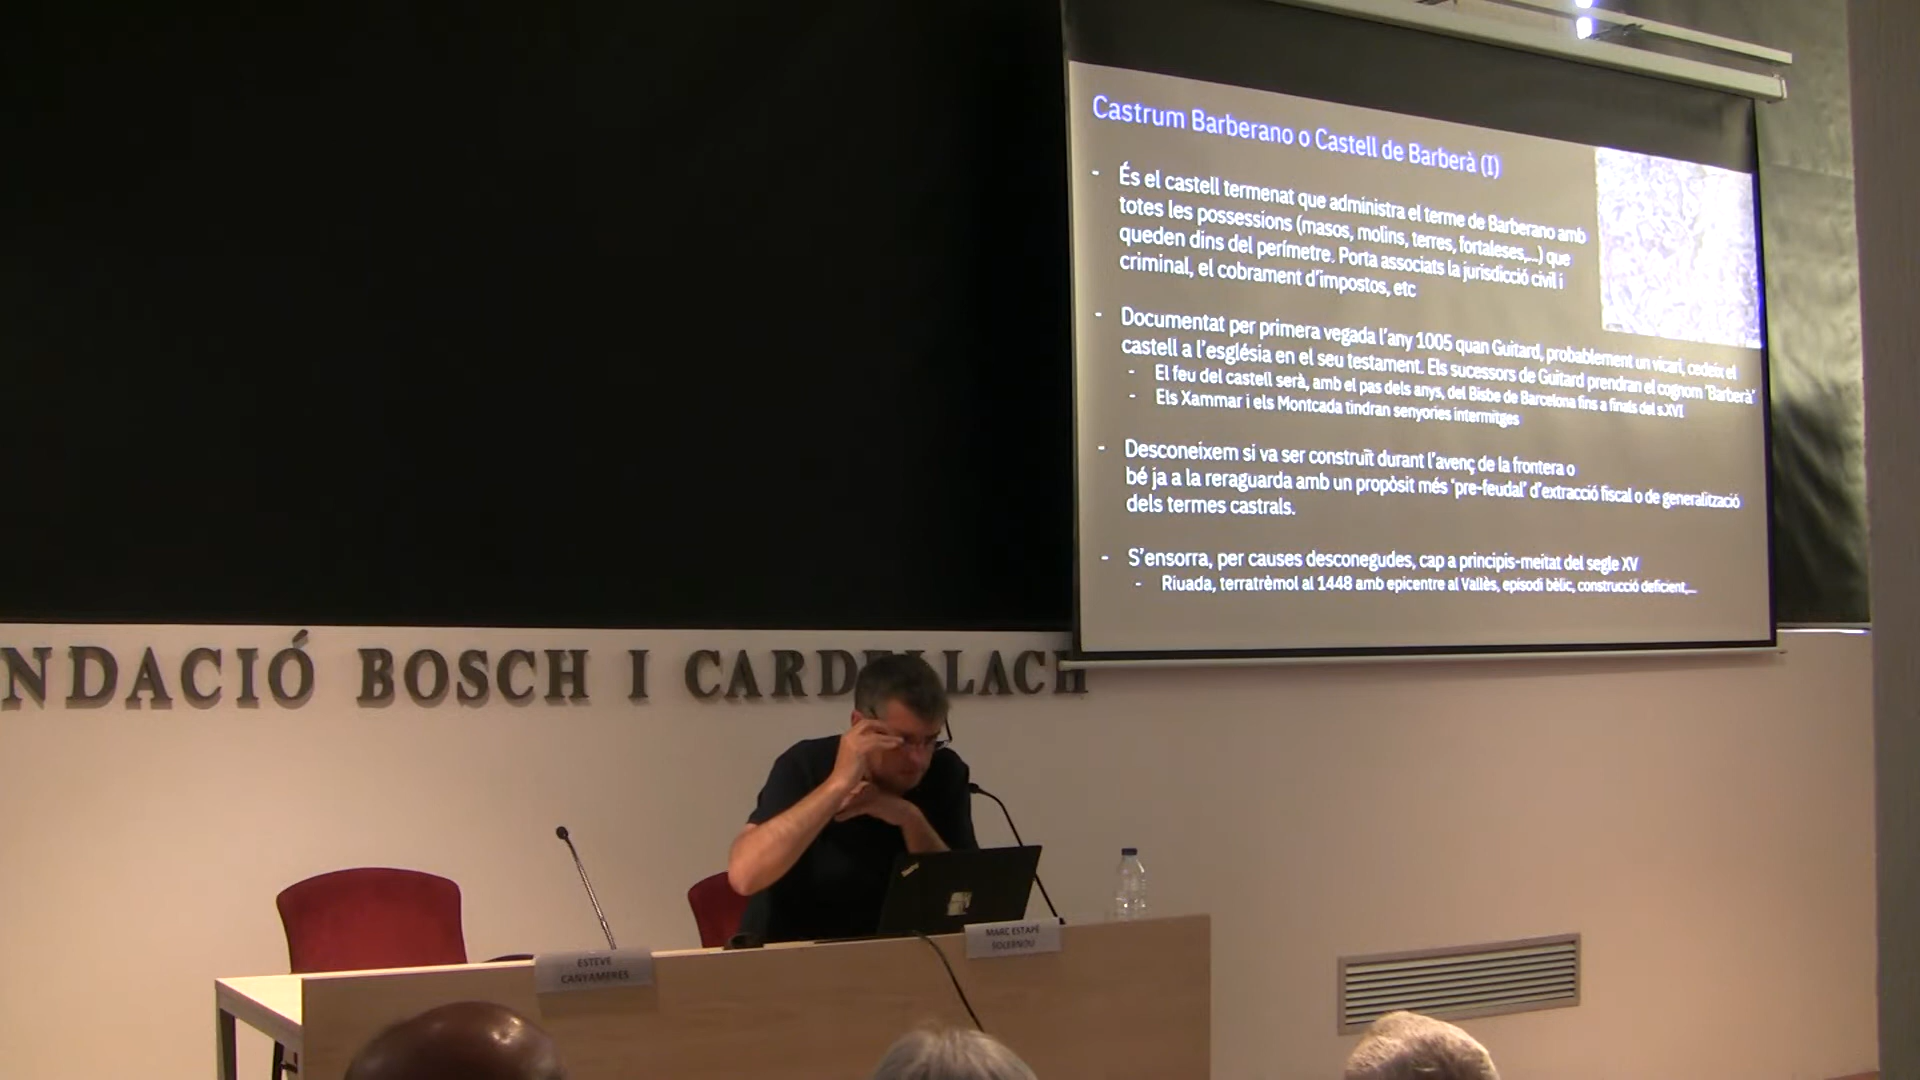 Castrum Barberano o Castell de Barberà (I)
- És el castell termenat que administra el terme de Barberano amb
totes les possessions (masos, molins, terres, fortaleses,...) que
queden dins del perímetre. Porta associats la jurisdicció civil i
criminal, el cobrament d'impostos, etc
- Documentat per primera vegada l'any 1005 quan Guitard, probablement un vicari, cedeix el
castell a l'església en el seu testament. Els sucessors de Guitard prendran el cognom 'Barberà'
- El feu del castell serà, amb el pas dels anys, del Bisbe de Barcelona fins a finals del s.XVI
- Els Xammar i els Montcada tindran senyories intermitges
- Desconeixem si va ser construït durant l'avenç de la frontera o
bé ja a la reraguarda amb un propòsit més 'pre-feudal' d'extracció fiscal o de generalització
dels termes castrals.
- S'ensorra, per causes desconegudes, cap a principis-meitat del segle XV
- Riuada, terratrèmol al 1448 amb epicentre al Vallès, episodi bèlic, construcció deficient,...
NDACIÓ BOSCH I CARDELLACH
MARC ESTAPÉ
SOLERNOU
ESTEVE
CANYAMERES